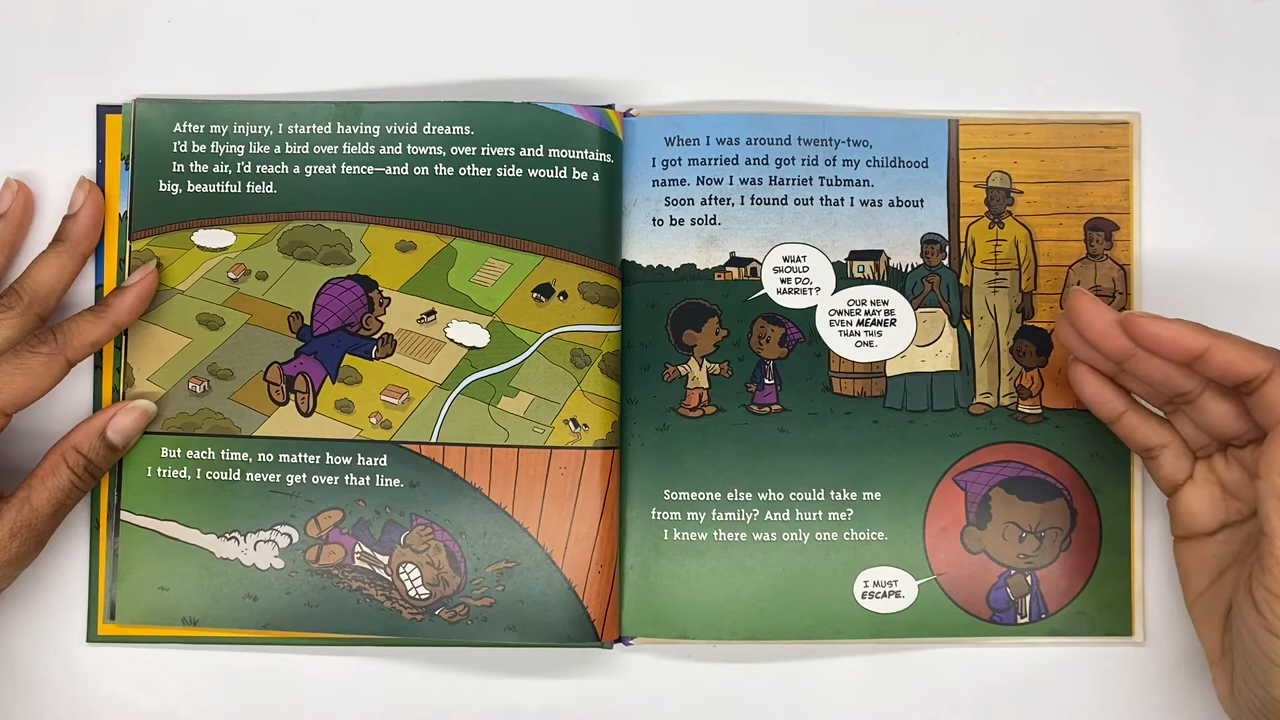 After my injury, I started having vivid dreams.
I'd be flying like a bird over fields and towns, over rivers and mountains.
In the air, I'd reach a great fence—and on the other side would be a
big, beautiful field.
But each time, no matter how hard
I tried, I could never get over that line.
When I was around twenty-two,
I got married and got rid of my childhood
name. Now I was Harriet Tubman.
Soon after, I found out that I was about
to be sold.
WHAT
SHOULD
WE DO,
HARRIET?
OUR NEW
OWNER MAY BE
EVEN MEANER
THAN THIS
ONE.
Someone else who could take me
from my family? And hurt me?
I knew there was only one choice.
I MUST
ESCAPE.